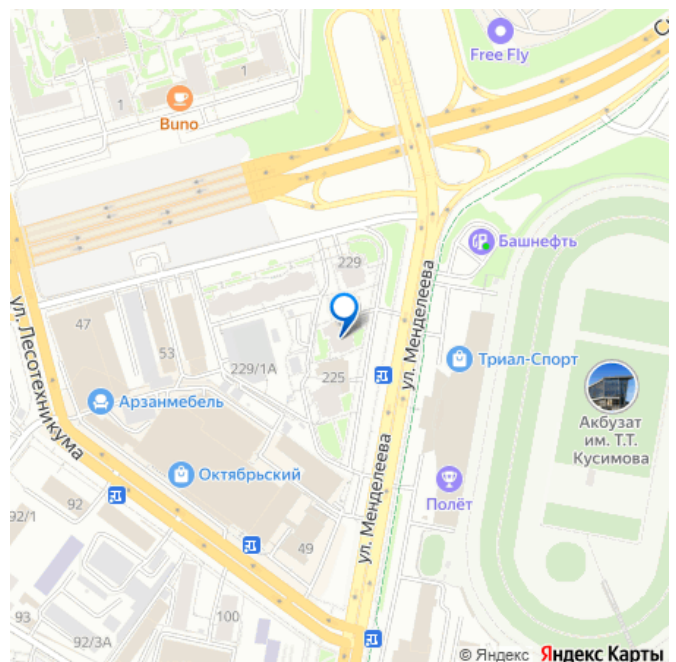 С
Free Fly
1
1
Buno
Башнефть
229
ул. Менделеева
ул. Лесотехникума
47
53
229/1А
225
Триал-Спорт
Арзанмебель
Акбузат
им. Т.Т.
Кусимова
Октябрьский
Полёт
ул. Менделеева
92
92/1
49
93
100
92/3А
© Яндекс Яндекс Карты